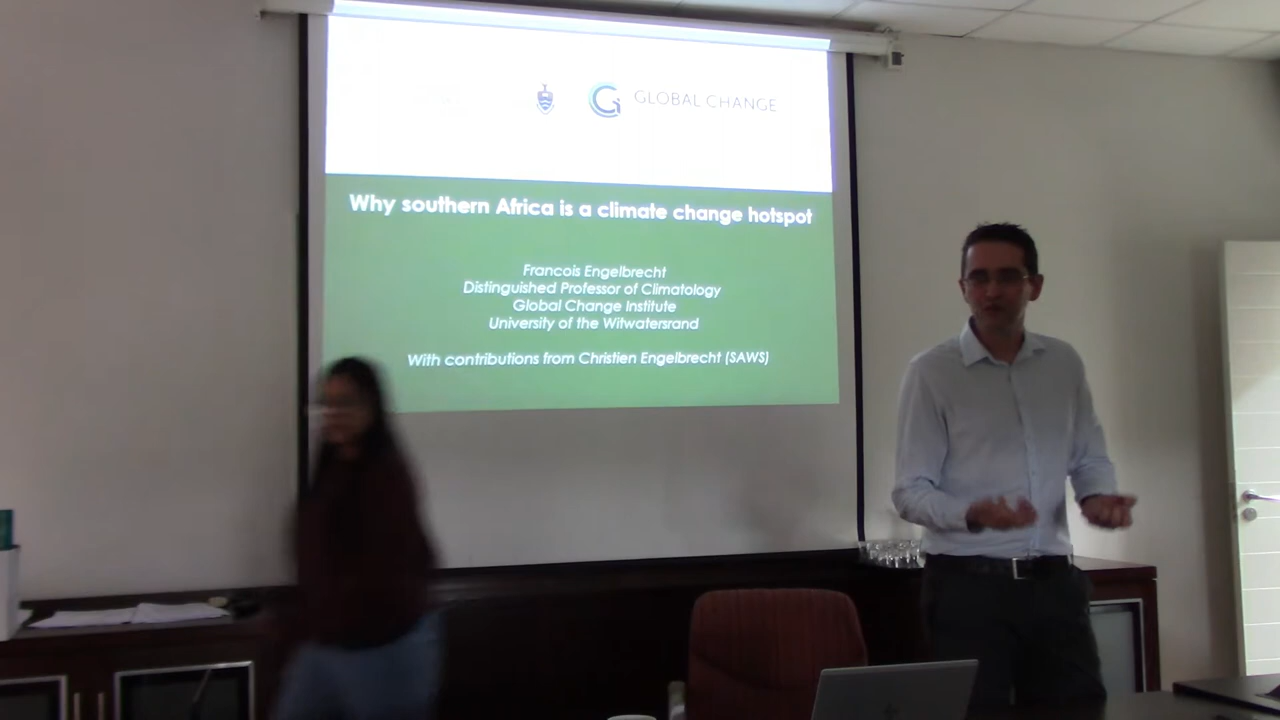 GLOBAL CHANGE
Why southern Africa is a climate change hotspot
Francois Engelbrecht
Distinguished Professor of Climatology
Global Change Institute
University of the Witwatersrand
With contributions from Christien Engelbrecht (SAWS)